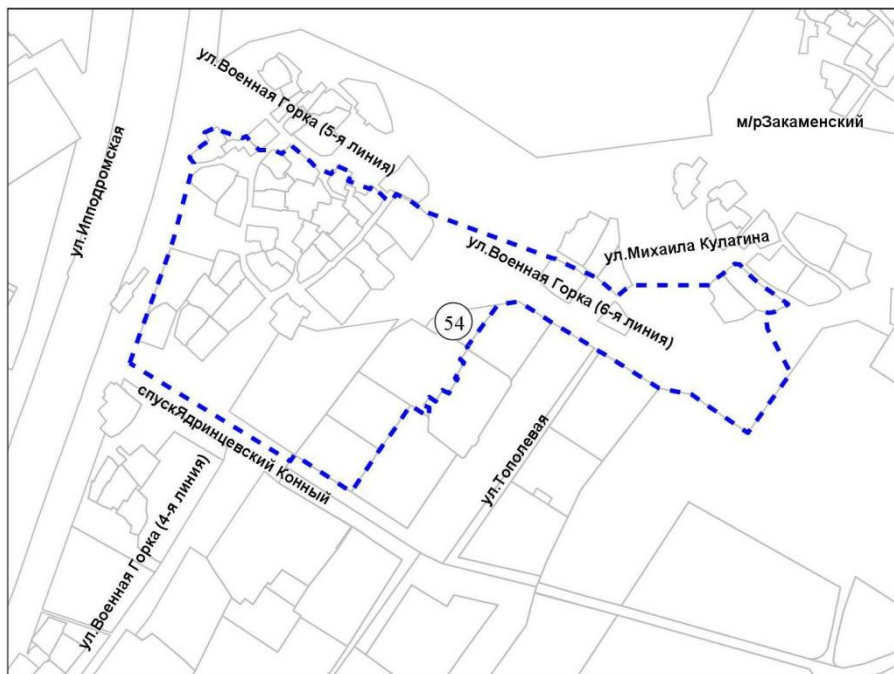 ул.Военная Горка (5-я линия)
м/рЗакаменский
ул.Ипподромская
ул.Михаила Кулагина
ул.Военная Горка (6-я линия)
54
спускЯдринцевский Конный
ул.Тополевая
ул.Военная Горка (4-я линия)